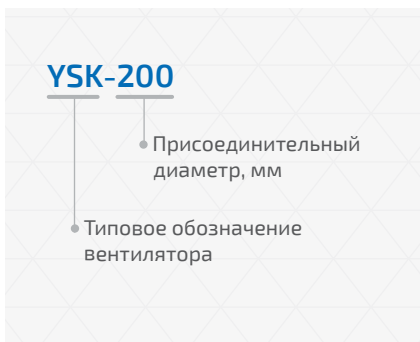 YSK-200
Присоединительный
диаметр, мм
Типовое обозначение
вентилятора